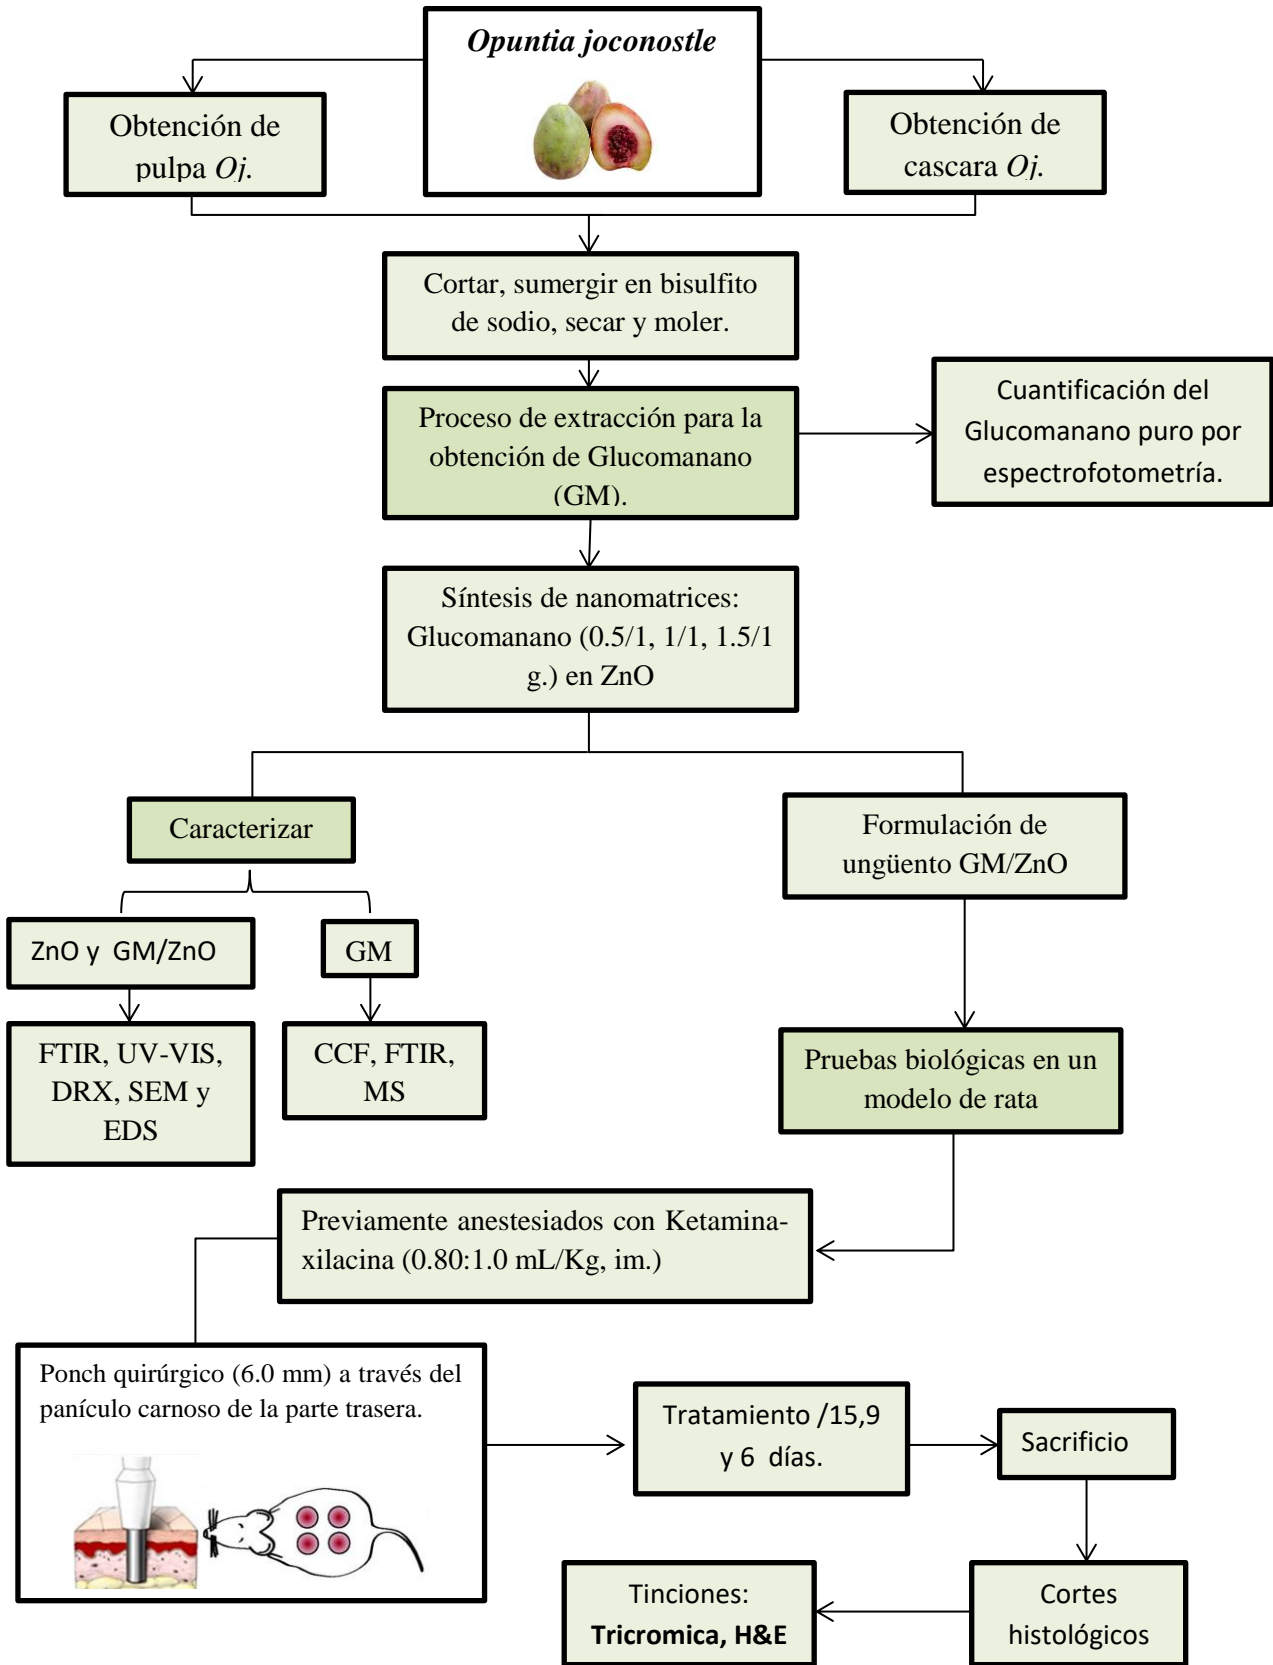 Opuntia joconostle
Obtención de
pulpa Oj.
Obtención de
cascara Oj.
Cortar, sumergir en bisulfito
de sodio, secar y moler.
Proceso de extracción para la
obtención de Glucomanano
(GM).
Cuantificación del
Glucomanano puro por
espectrofotometría.
Síntesis de nanomatrices:
Glucomanano (0.5/1, 1/1, 1.5/1
g.) en ZnO
Caracterizar
Formulación de
ungüento GM/ZnO
ZnO y GM/ZnO
GM
FTIR, UV-VIS,
DRX, SEM y
EDS
CCF, FTIR,
MS
Pruebas biológicas en un
modelo de rata
Previamente anestesiados con Ketamina-
xilacina (0.80:1.0 mL/Kg, im.)
Ponch quirúrgico (6.0 mm) a través del
panículo carnoso de la parte trasera.
Tratamiento /15,9
y 6 días.
Sacrificio
Cortes
histológicos
Tinciones:
Tricromica, H&E